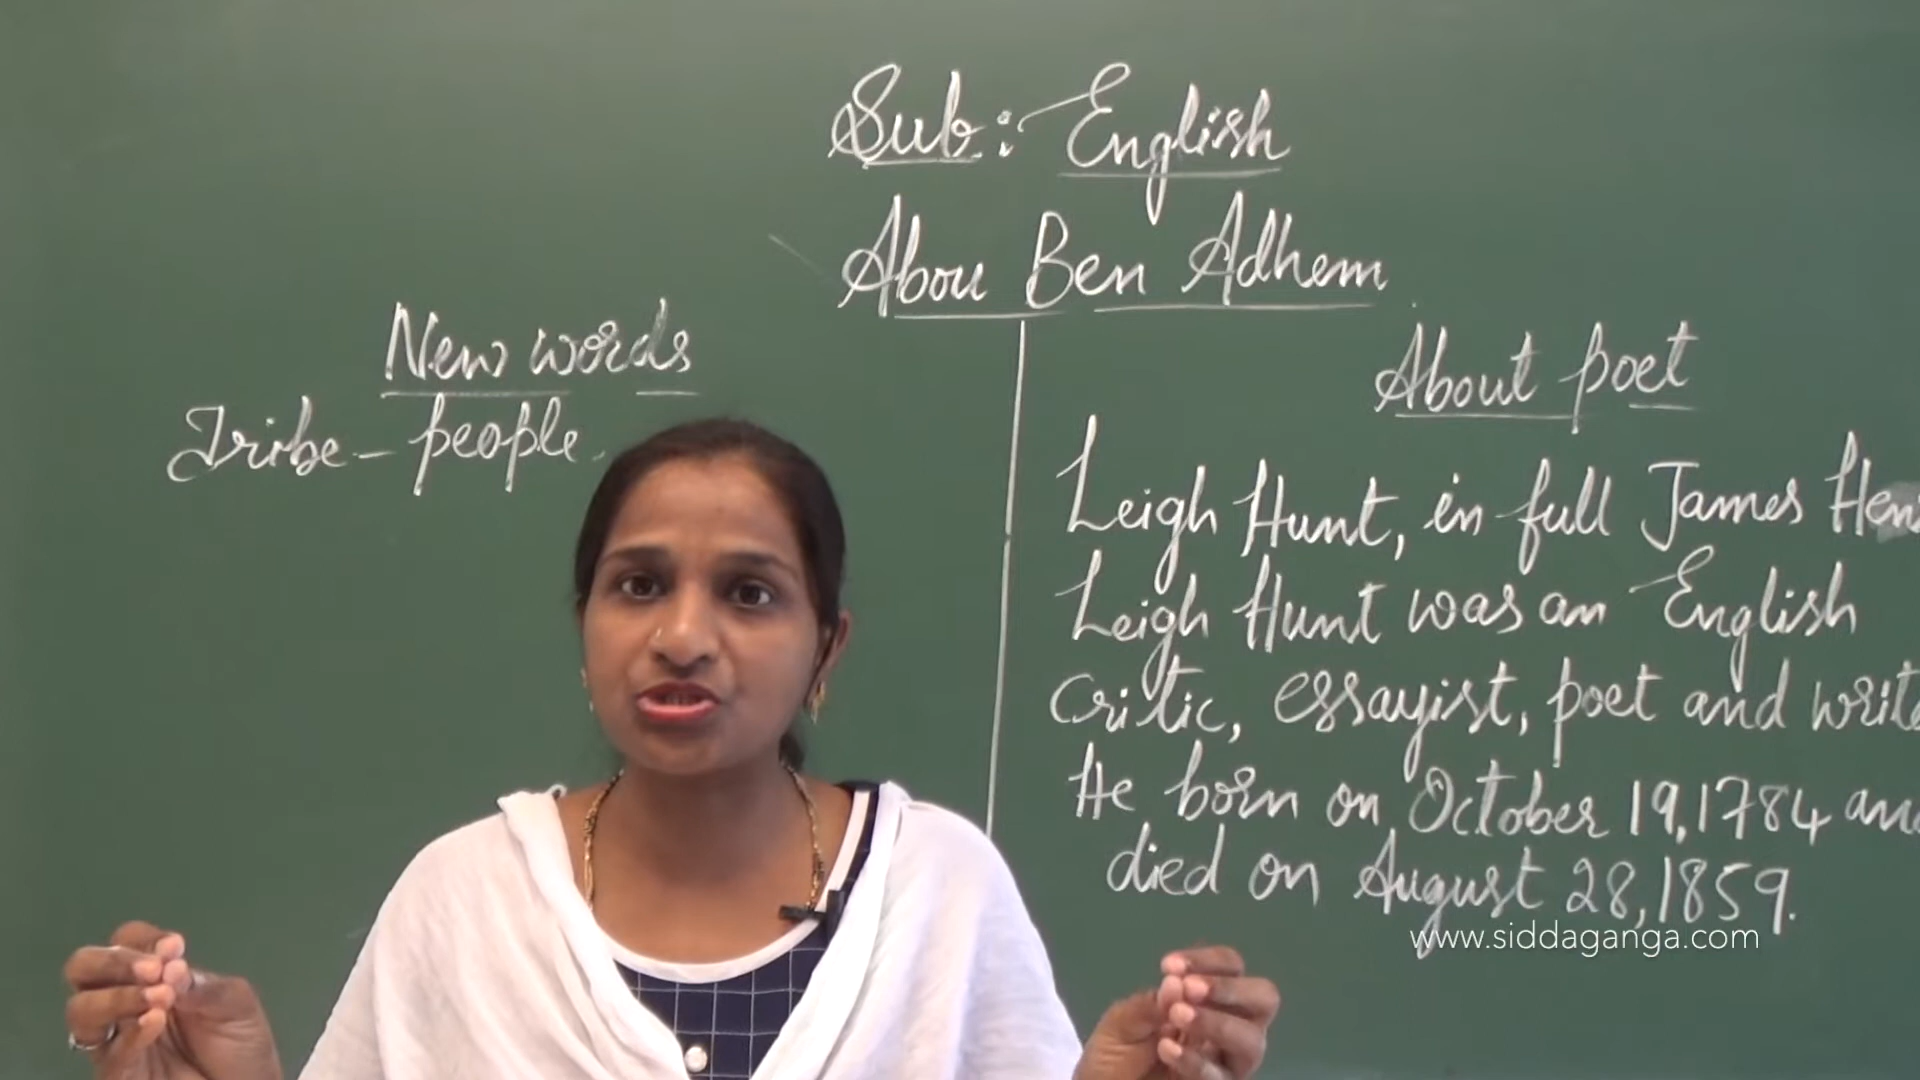 Sub: English
Abou Ben Adhem
New words
Tribe - people.
About poet
Leigh Hunt, in full James
Leigh Hunt was an English
critic, essayist, poet and
He born on October 19, 1784
died on August 28, 1859.
www.siddaganga.com